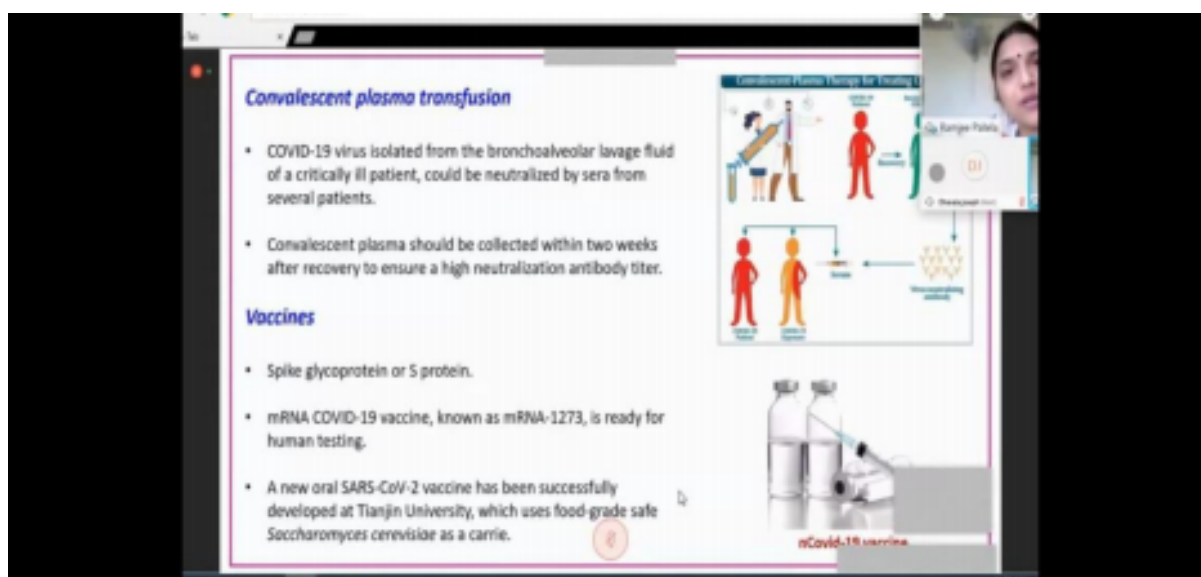 Convalescent plasma transfusion
• COVID-19 virus isolated from the bronchoalveolar lavage fluid
of a critically ill patient, could be neutralized by sera from
several patients.
• Convalescent plasma should be collected within two weeks
after recovery to ensure a high neutralization antibody titer.
Vaccines
• Spike glycoprotein or S protein.
• mRNA COVID-19 vaccine, known as mRNA-1273, is ready for
human testing.
• A new oral SARS-CoV-2 vaccine has been successfully
developed at Tianjin University, which uses food-grade safe
Saccharomyces cerevisiae as a carrie.
Convalescent Plasma Therapy for Treating
Recovery
Serum
antibody
DI
nCovid-19 vaccine